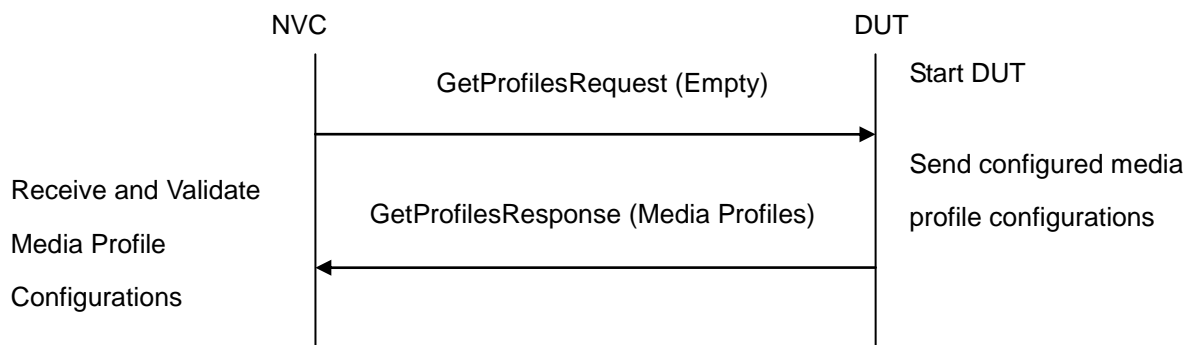 NVC
DUT
Start DUT
GetProfilesRequest (Empty)
Send configured media
profile configurations
Receive and Validate
Media Profile
Configurations
GetProfilesResponse (Media Profiles)